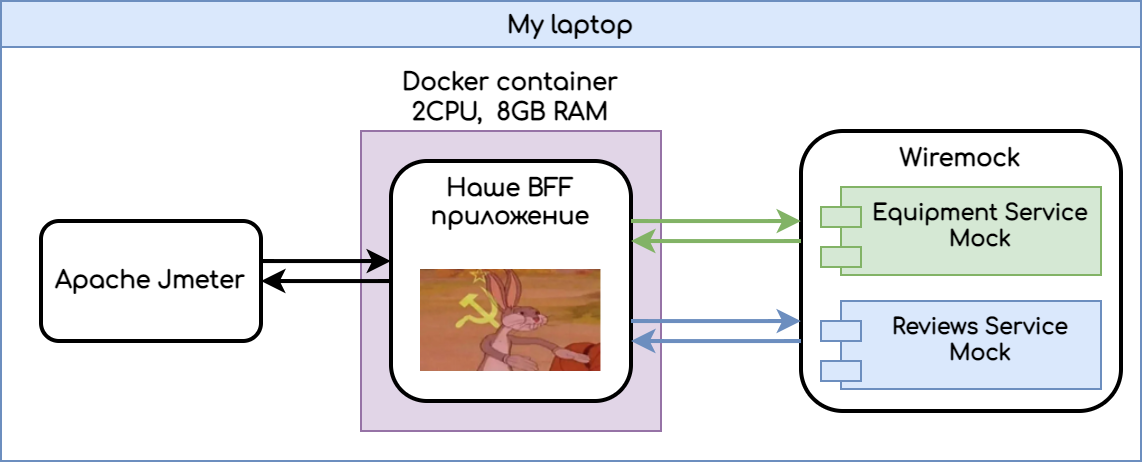 My laptop
Docker container
2CPU, 8GB RAM
Наше BFF
приложение
Apache Jmeter
Wiremock
Equipment Service
Mock
Reviews Service
Mock